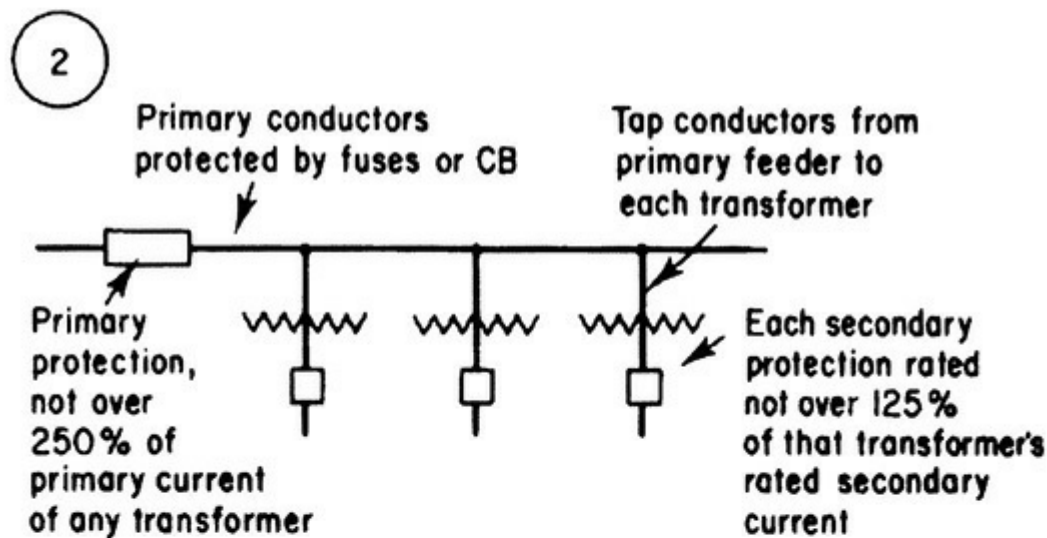 2
Primary conductors
protected by fuses or CB
Tap conductors from
primary feeder to
each transformer
Primary
protection,
not over
250% of
primary current
of any transformer
Each secondary
protection rated
not over 125%
of that transformer's
rated secondary
current